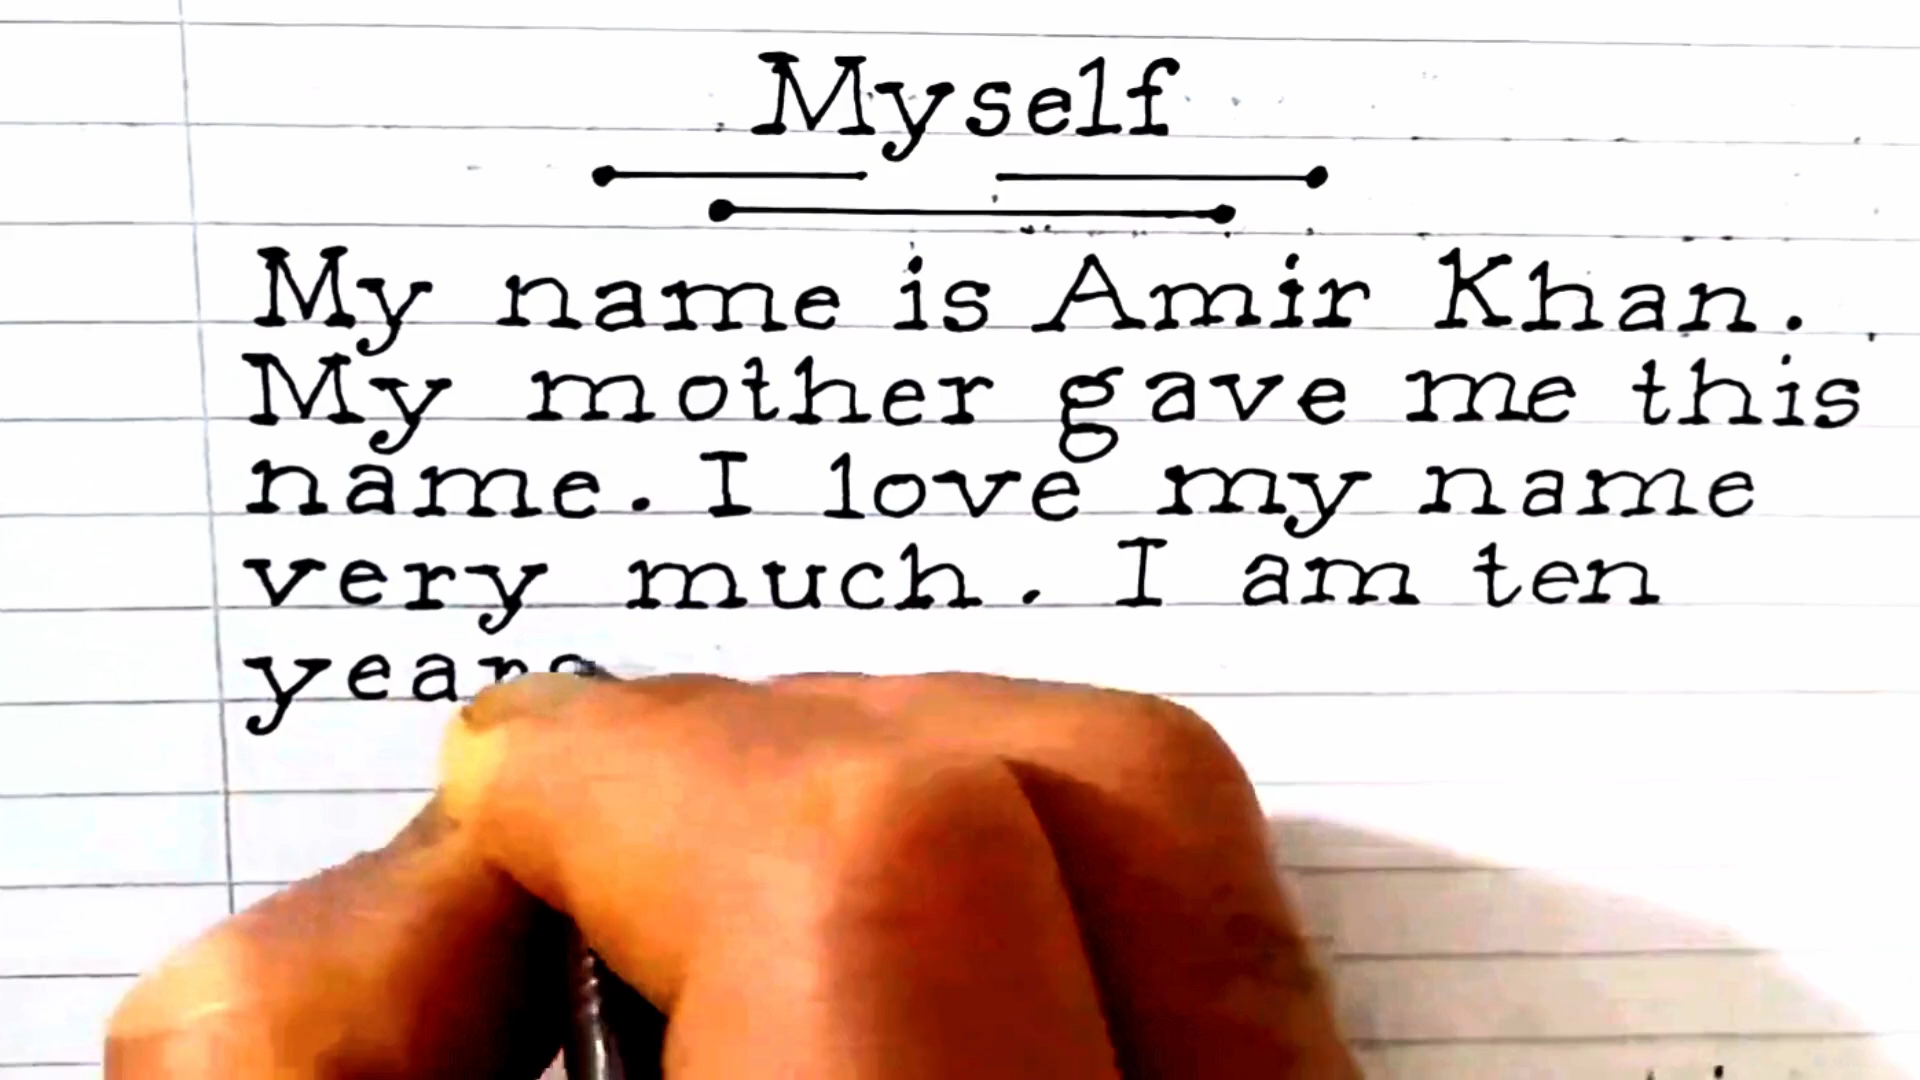 Myself
My name is Amir Khan.
My mother gave me this
name. I love my name
very much. I am ten
years